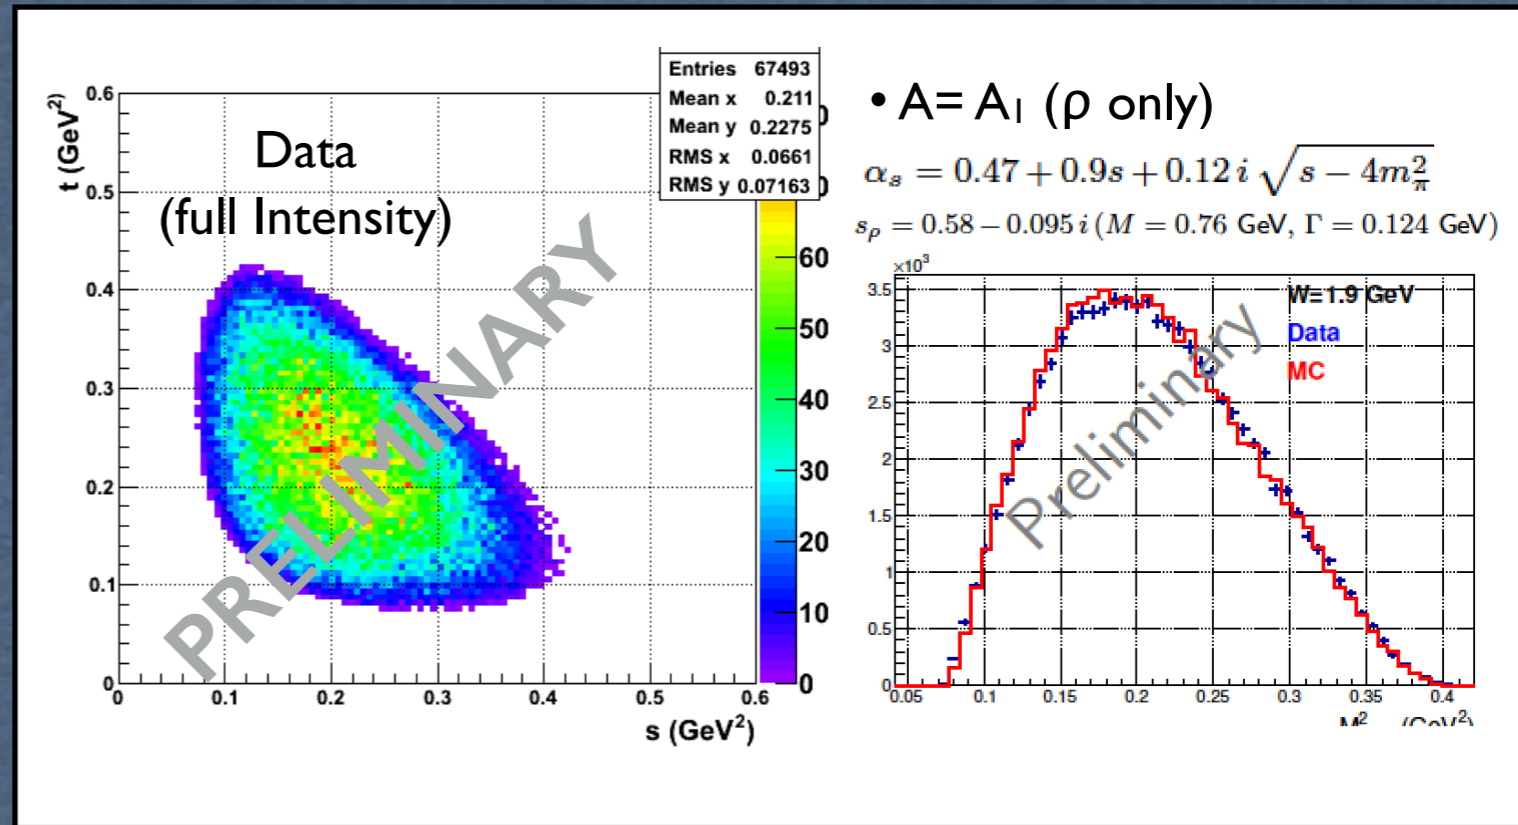 Entries 67493
Mean x 0.211
Mean y 0.2275
RMS x 0.0661
RMS y 0.07163
t (GeV²)
0.6
0.5
0.4
0.3
0.2
0.1
0
Data
(full Intensity)
PRELIMINARY
0 0.1 0.2 0.3 0.4 0.5 0.6
s (GeV²)
60
50
40
30
20
10
0
• A= A₁ (ρ only)
αₛ = 0.47 + 0.9s + 0.12 i √(s − 4m²_π)
s_ρ = 0.58 − 0.095 i (M = 0.76 GeV, Γ = 0.124 GeV)
×10³
3.5
3
2.5
2
1.5
1
0.5
0
W=1.9 GeV
Data
MC
Preliminary
0.05 0.1 0.15 0.2 0.25 0.3 0.35 0.4
M² (GeV²)